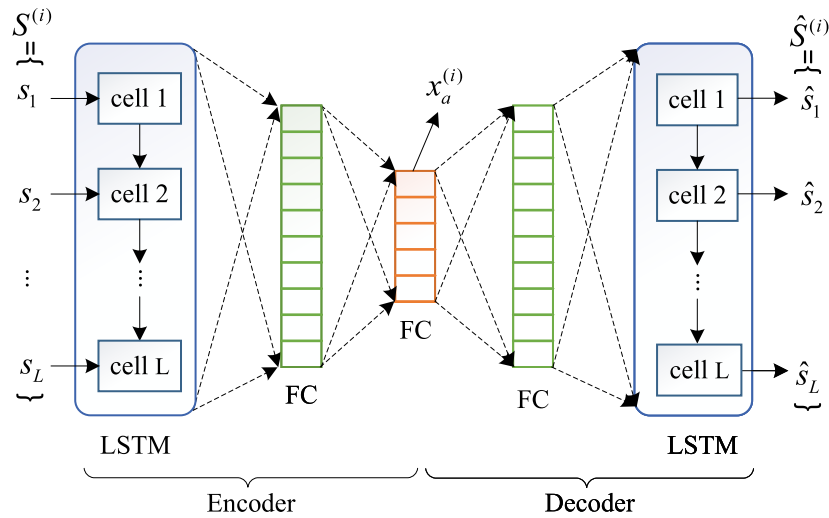 S^(i)
s_1
s_2
...
s_L
cell 1
cell 2
⋮
cell L
LSTM
FC
x_a^(i)
FC
FC
cell 1
cell 2
⋮
cell L
LSTM
Ŝ^(i)
ŝ_1
ŝ_2
...
ŝ_L
Encoder
Decoder